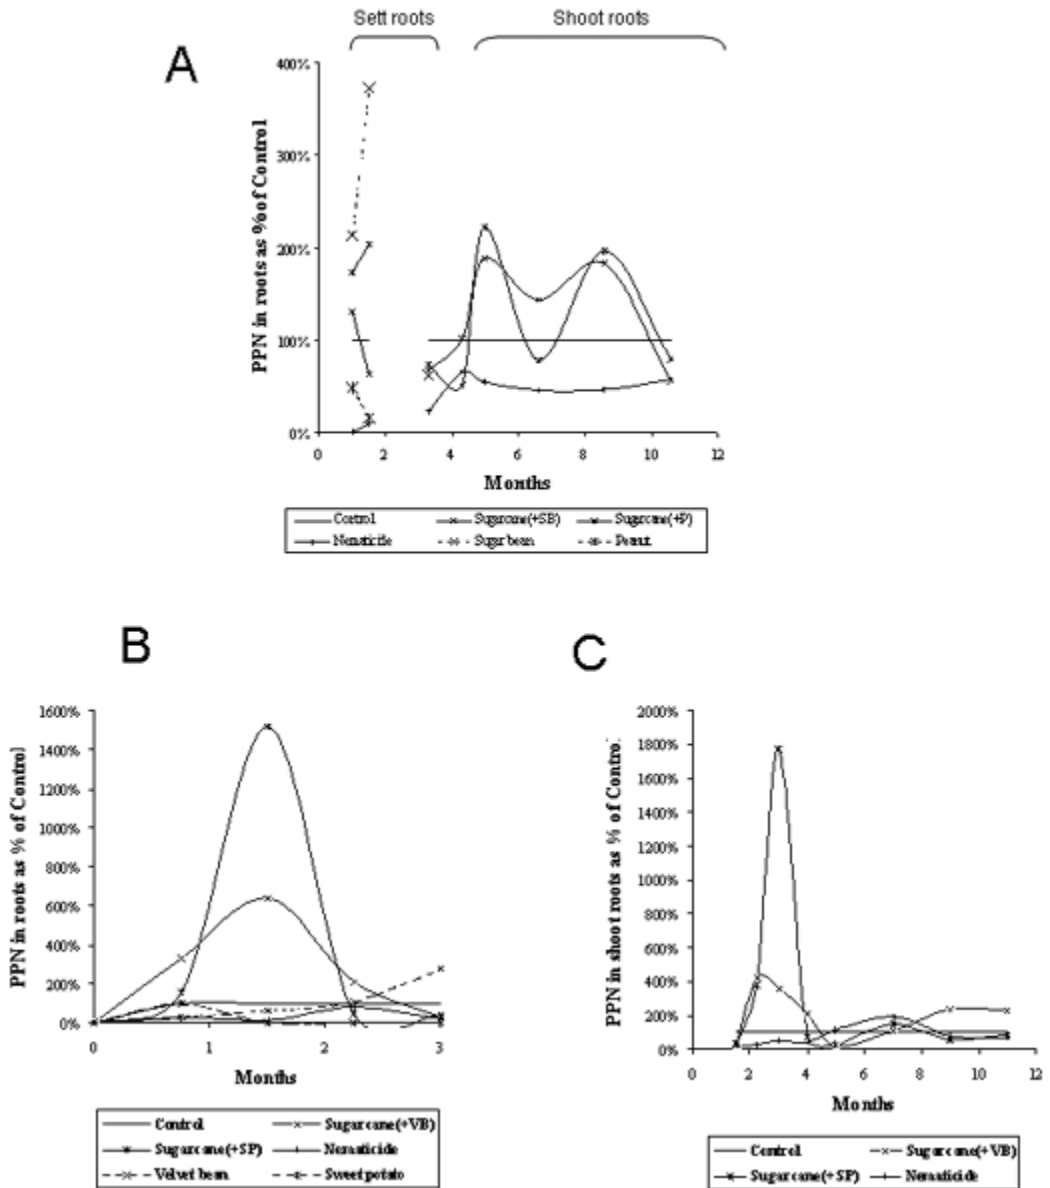 Sett roots Shoot roots
A
400%
300%
200%
100%
0%
PPN in roots as % of Control
0 2 4 6 8 10 12
Months
Control Sugarcane(+SB) Sugarcane(+P)
Nematicide Sugar bean Peanut
B
1600%
1400%
1200%
1000%
800%
600%
400%
200%
0%
PPN in roots as % of Control
0 1 2 3
Months
Control Sugarcane(+VB)
Sugarcane(+SP) Nematicide
Velvet bean Sweet potato
C
2000%
1800%
1600%
1400%
1200%
1000%
800%
600%
400%
200%
0%
PPN in shoot roots as % of Control
0 2 4 6 8 10 12
Months
Control Sugarcane(+VB)
Sugarcane(+SP) Nematicide